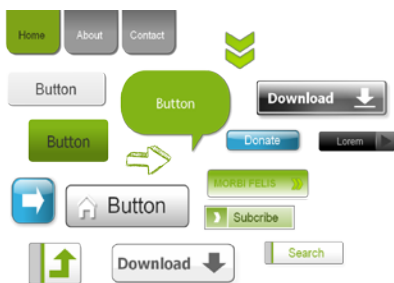 Home
About
Contact
Button
Button
Download
Button
Donate
Lorem
MORBI FELIS
Button
Subcribe
Search
Download